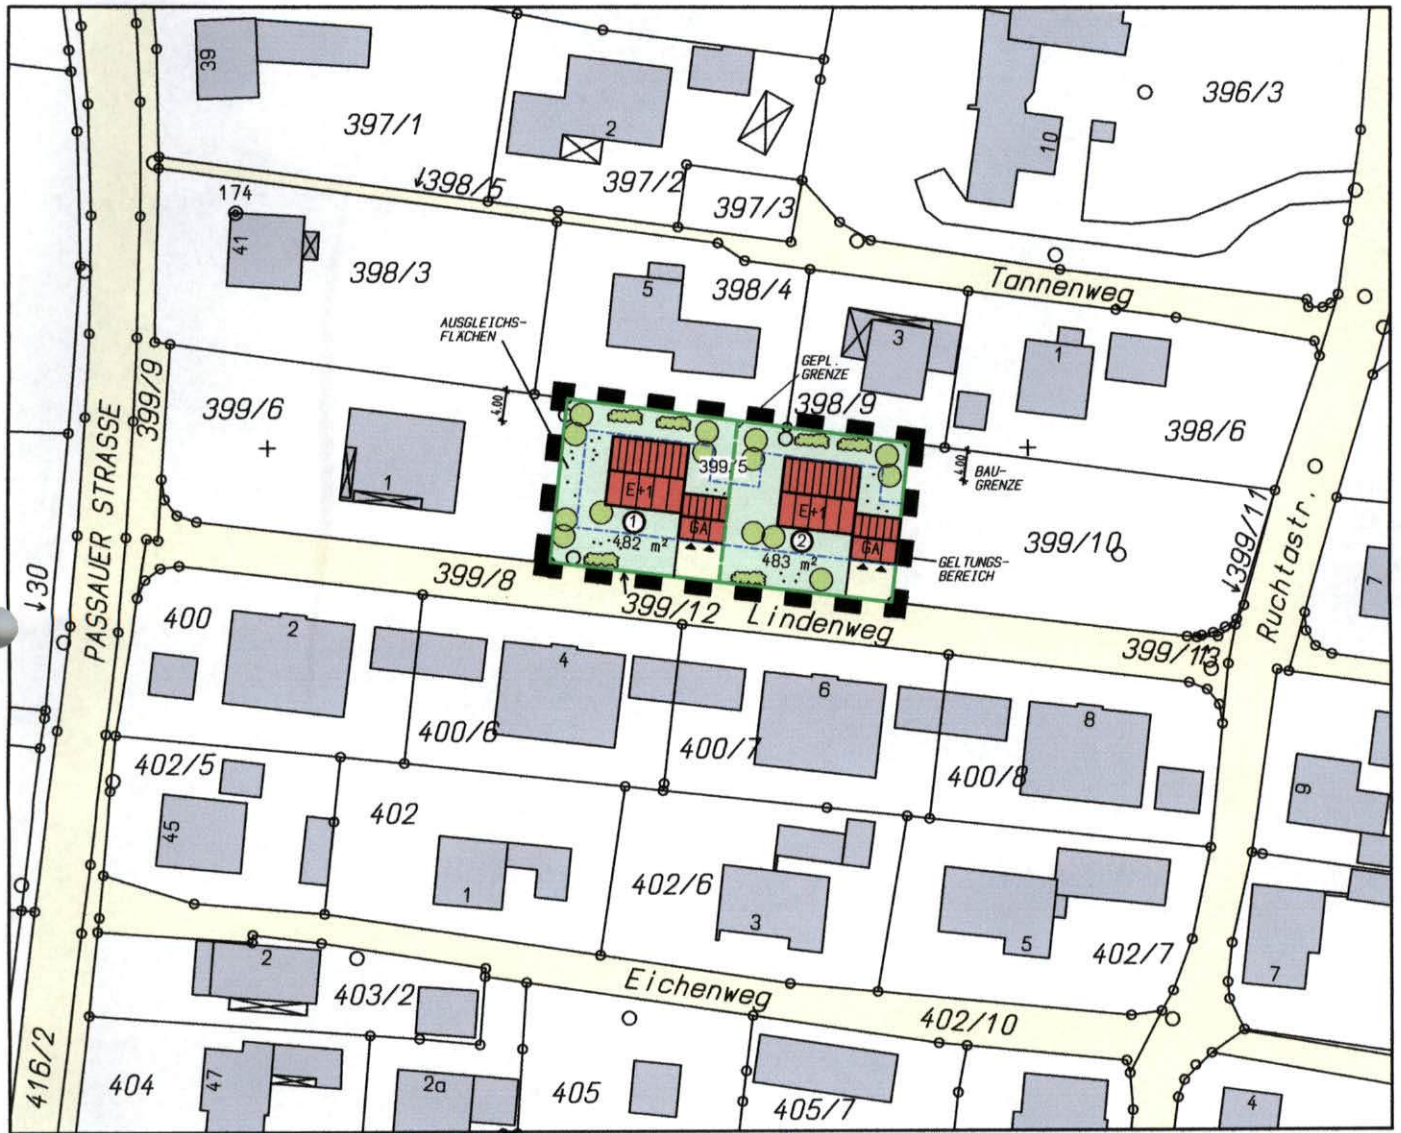 39
397/1
2
10
396/3
↓398/5
397/2
397/3
174
41
398/3
5
398/4
Tannenweg
AUSGLEICHS-
FLÄCHEN
3
1
GEPL.
GRENZE
398/9
399/9
399/6
4.00
398/6
399/5
1
E+1
E+1
4.00
BAU-
GRENZE
1
GA
2
GA
482 m²
483 m²
399/10
↓399/11
Ruchtastr.
7
GELTUNGS-
BEREICH
↓30
PASSAUER STRASSE
399/8
399/12
Lindenweg
399/13
400
2
4
6
8
400/6
400/7
400/8
402/5
45
402
9
1
402/6
3
5
402/7
7
2
403/2
Eichenweg
402/10
416/2
404
47
2a
405
405/7
4